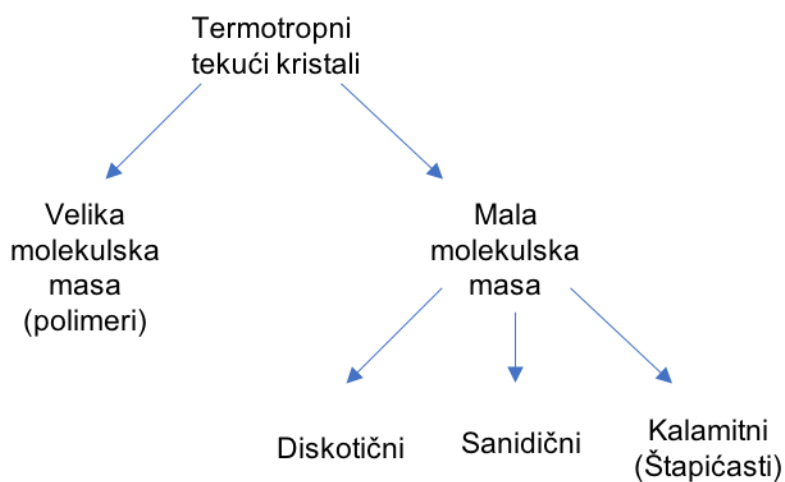 Termotropni
tekući kristali
Velika
molekulska
masa
(polimeri)
Mala
molekulska
masa
Diskotični
Sanidični
Kalamitni
(Štapićasti)